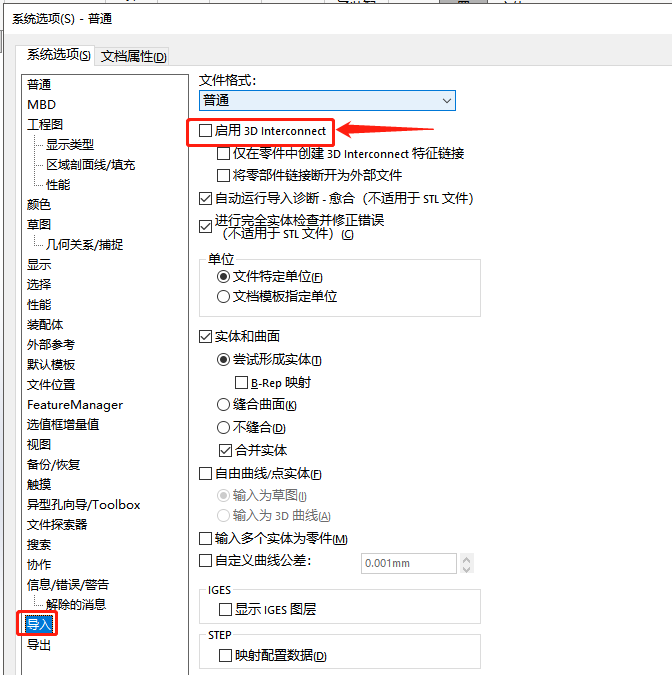 系统选项(S) - 普通
系统选项(S) 文档属性(D)
普通
MBD
工程图
显示类型
区域剖面线/填充
性能
颜色
草图
几何关系/捕捉
显示
选择
性能
装配体
外部参考
默认模板
文件位置
FeatureManager
选值框增量值
视图
备份/恢复
触摸
异型孔向导/Toolbox
文件探索器
搜索
协作
信息/错误/警告
解除的消息
导入
导出
文件格式:
普通
启用 3D Interconnect
仅在零件中创建 3D Interconnect 特征链接
将零部件链接断开为外部文件
自动运行导入诊断 - 愈合（不适用于 STL 文件）
进行完全实体检查并修正错误
（不适用于 STL 文件）(C)
单位
文件特定单位(F)
文档模板指定单位
实体和曲面
尝试形成实体(T)
B-Rep 映射
缝合曲面(K)
不缝合(D)
合并实体
自由曲线/点实体(F)
输入为草图(I)
输入为 3D 曲线(A)
输入多个实体为零件(M)
自定义曲线公差: 0.001mm
IGES
显示 IGES 图层
STEP
映射配置数据(D)